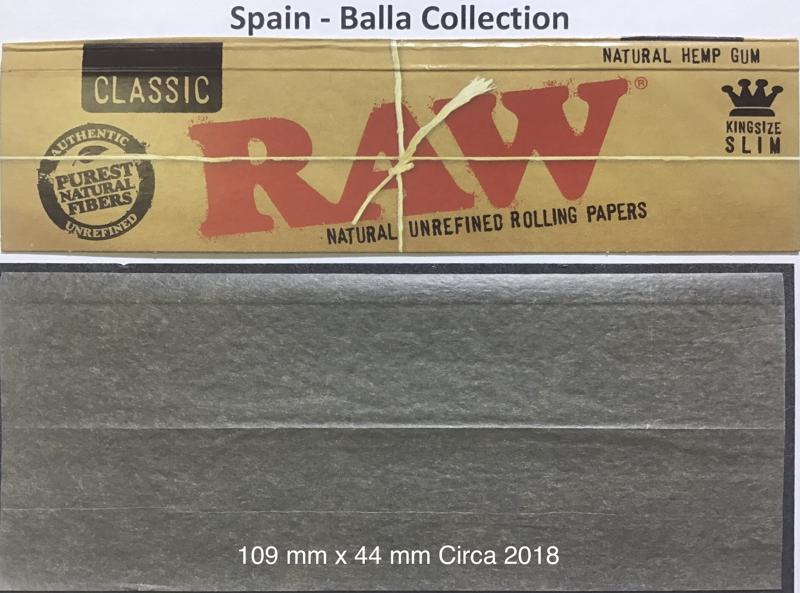 Spain - Balla Collection
NATURAL HEMP GUM
CLASSIC
RAW®
KINGSIZE
SLIM
AUTHENTIC
PUREST
NATURAL
FIBERS
UNREFINED
NATURAL UNREFINED ROLLING PAPERS
109 mm x 44 mm Circa 2018